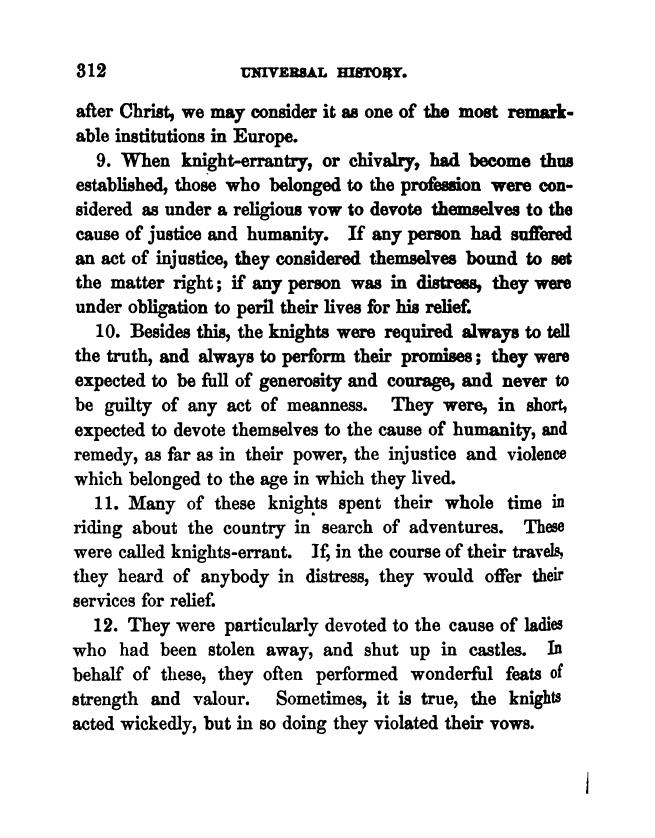 312 UNIVERSAL HISTORY.
after Christ, we may consider it as one of the most remark-
able institutions in Europe.
9. When knight-errantry, or chivalry, had become thus
established, those who belonged to the profession were con-
sidered as under a religious vow to devote themselves to the
cause of justice and humanity. If any person had suffered
an act of injustice, they considered themselves bound to set
the matter right; if any person was in distress, they were
under obligation to peril their lives for his relief.
10. Besides this, the knights were required always to tell
the truth, and always to perform their promises; they were
expected to be full of generosity and courage, and never to
be guilty of any act of meanness. They were, in short,
expected to devote themselves to the cause of humanity, and
remedy, as far as in their power, the injustice and violence
which belonged to the age in which they lived.
11. Many of these knights spent their whole time in
riding about the country in search of adventures. These
were called knights-errant. If, in the course of their travels,
they heard of anybody in distress, they would offer their
services for relief.
12. They were particularly devoted to the cause of ladies
who had been stolen away, and shut up in castles. In
behalf of these, they often performed wonderful feats of
strength and valour. Sometimes, it is true, the knights
acted wickedly, but in so doing they violated their vows.